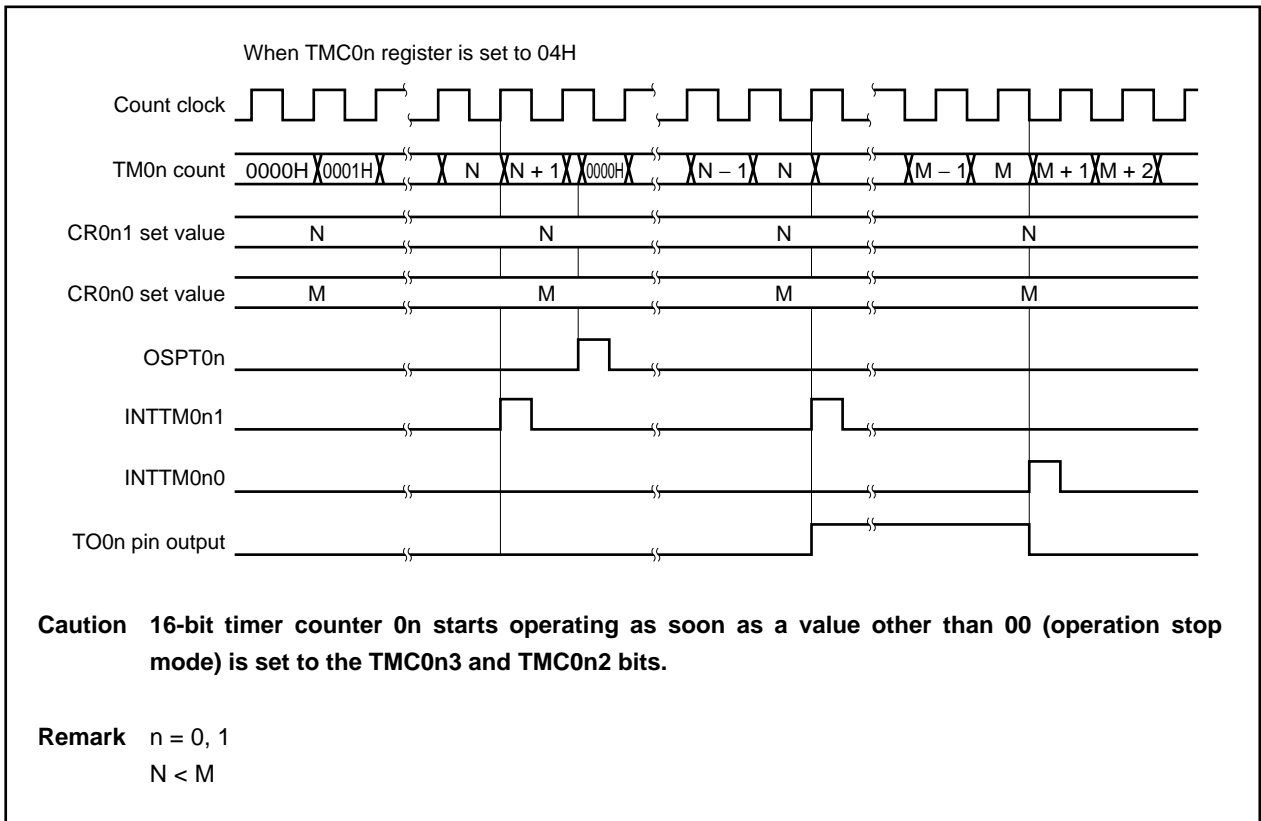 When TMC0n register is set to 04H
Count clock
TM0n count 0000H 0001H N N + 1 0000H N − 1 N M − 1 M M + 1 M + 2
CR0n1 set value N N N N
CR0n0 set value M M M M
OSPT0n
INTTM0n1
INTTM0n0
TO0n pin output
Caution 16-bit timer counter 0n starts operating as soon as a value other than 00 (operation stop
mode) is set to the TMC0n3 and TMC0n2 bits.
Remark n = 0, 1
N < M